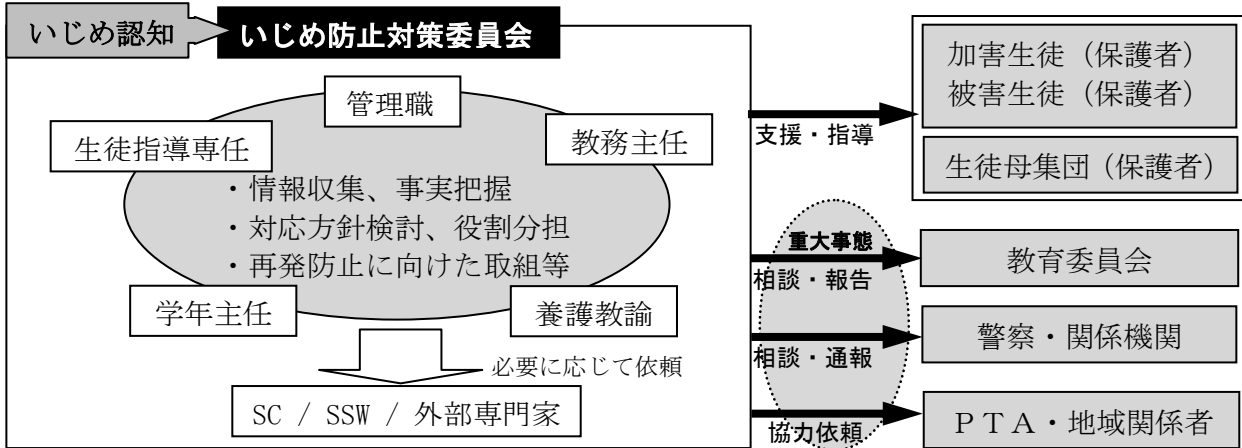 いじめ認知
いじめ防止対策委員会
管理職
生徒指導専任
教務主任
・情報収集、事実把握
・対応方針検討、役割分担
・再発防止に向けた取組等
学年主任
養護教諭
必要に応じて依頼
SC / SSW / 外部専門家
支援・指導
加害生徒（保護者）
被害生徒（保護者）
生徒母集団（保護者）
重大事態
相談・報告
教育委員会
相談・通報
警察・関係機関
協力依頼
ＰＴＡ・地域関係者